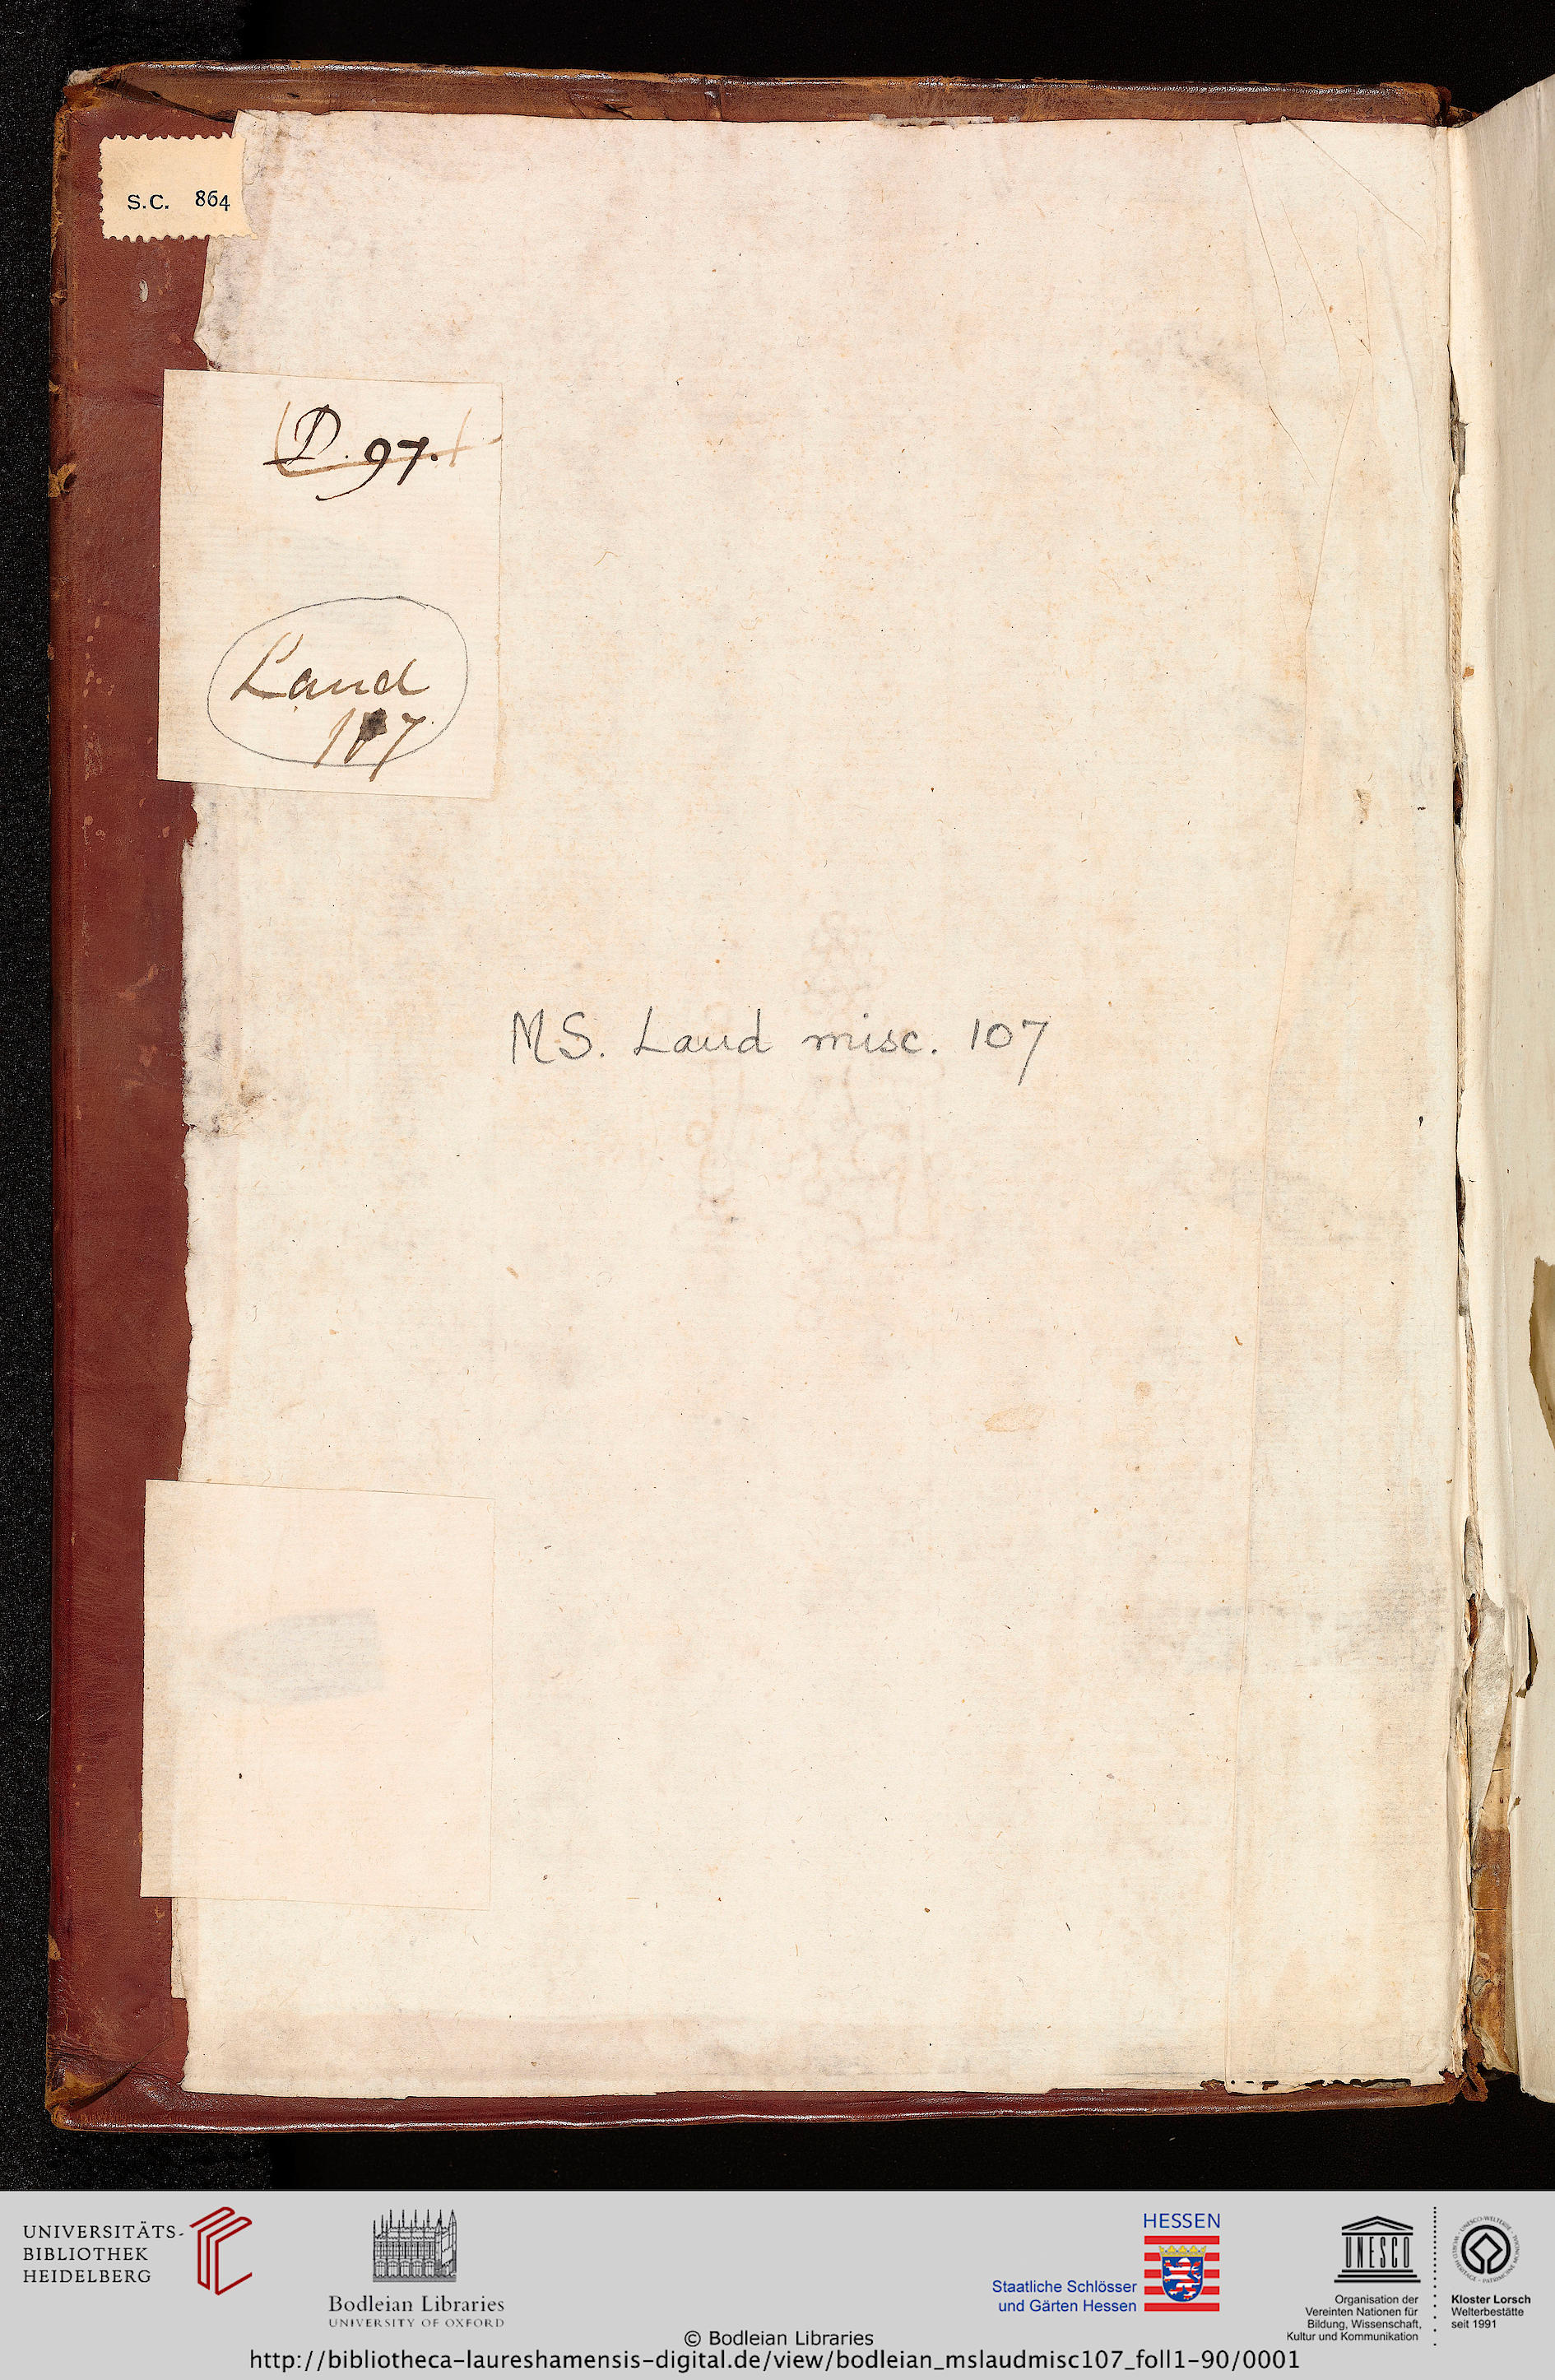 S.C. 864
D. 97.
Laud
107
MS. Laud misc. 107
UNIVERSITÄTS-
BIBLIOTHEK
HEIDELBERG
Bodleian Libraries
UNIVERSITY OF OXFORD
HESSEN
Staatliche Schlösser
und Gärten Hessen
UNESCO
Organisation der
Vereinten Nationen für
Bildung, Wissenschaft,
Kultur und Kommunikation
Kloster Lorsch
Welterbestätte
seit 1991
© Bodleian Libraries
http://bibliotheca-laureshamensis-digital.de/view/bodleian_mslaudmisc107_foll1-90/0001